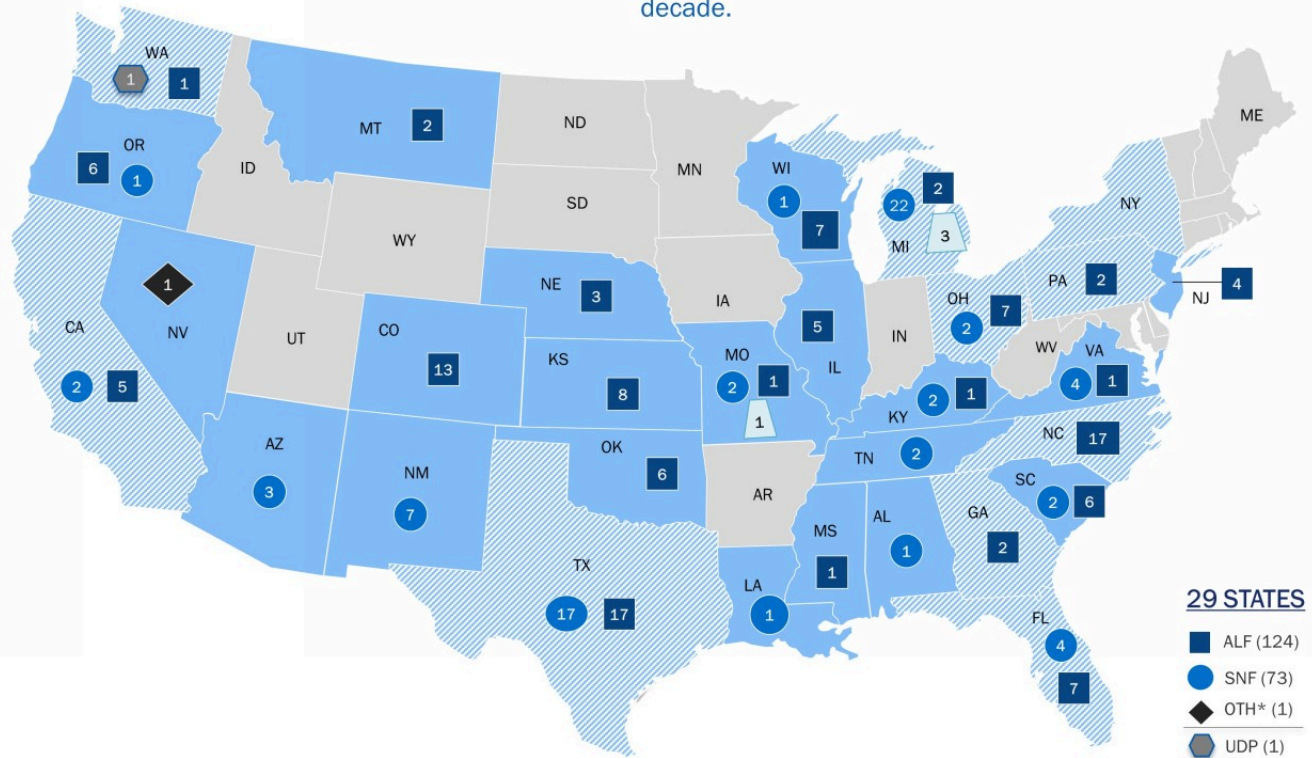 decade.
WA
1
1
OR
6
1
MT
2
ID
ND
MN
SD
WY
WI
1
7
22
2
MI
3
NY
ME
NV
1
CA
2
5
UT
CO
13
NE
3
IA
KS
8
IL
5
IN
OH
2
7
PA
2
NJ
4
WV
VA
4
1
MO
2
1
1
KY
2
1
NC
17
TN
2
AZ
3
NM
7
OK
6
AR
SC
2
6
GA
2
AL
1
MS
1
LA
1
TX
17
17
FL
4
7
29 STATES
ALF (124)
SNF (73)
OTH* (1)
UDP (1)